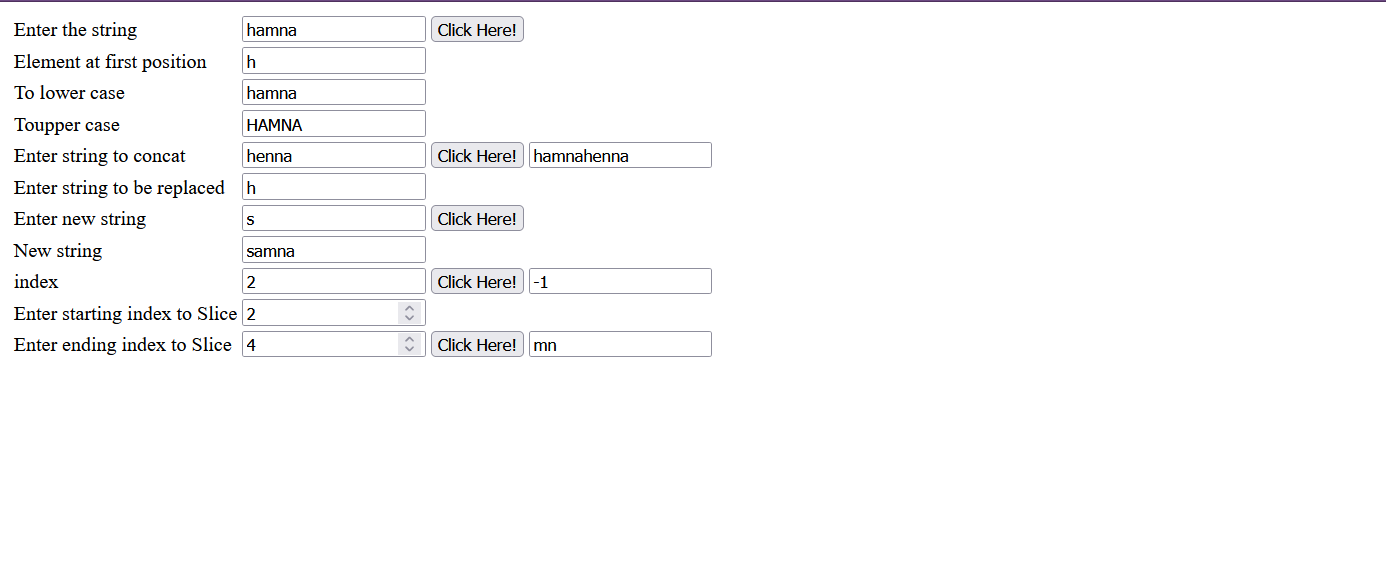 Enter the string hamna Click Here!
Element at first position h
To lower case hamna
Toupper case HAMNA
Enter string to concat henna Click Here! hamnahenna
Enter string to be replaced h
Enter new string s Click Here!
New string samna
index 2 Click Here! -1
Enter starting index to Slice 2
Enter ending index to Slice 4 Click Here! mn